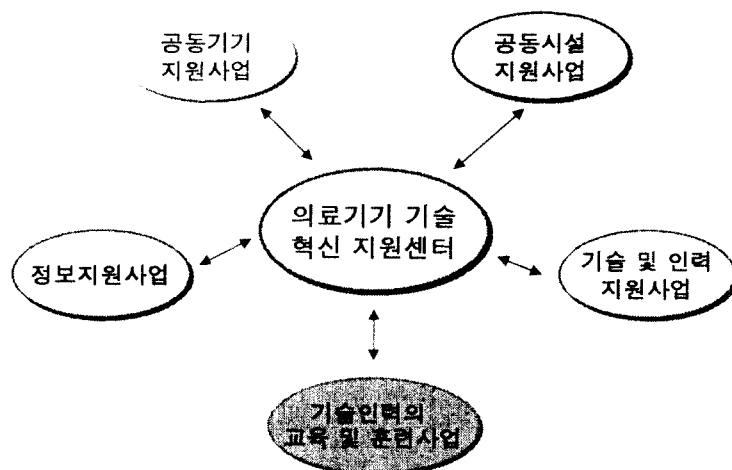 공동기기
지원사업
공동시설
지원사업
의료기기 기술
혁신 지원센터
정보지원사업
기술 및 인력
지원사업
기술인력의
교육 및 훈련사업